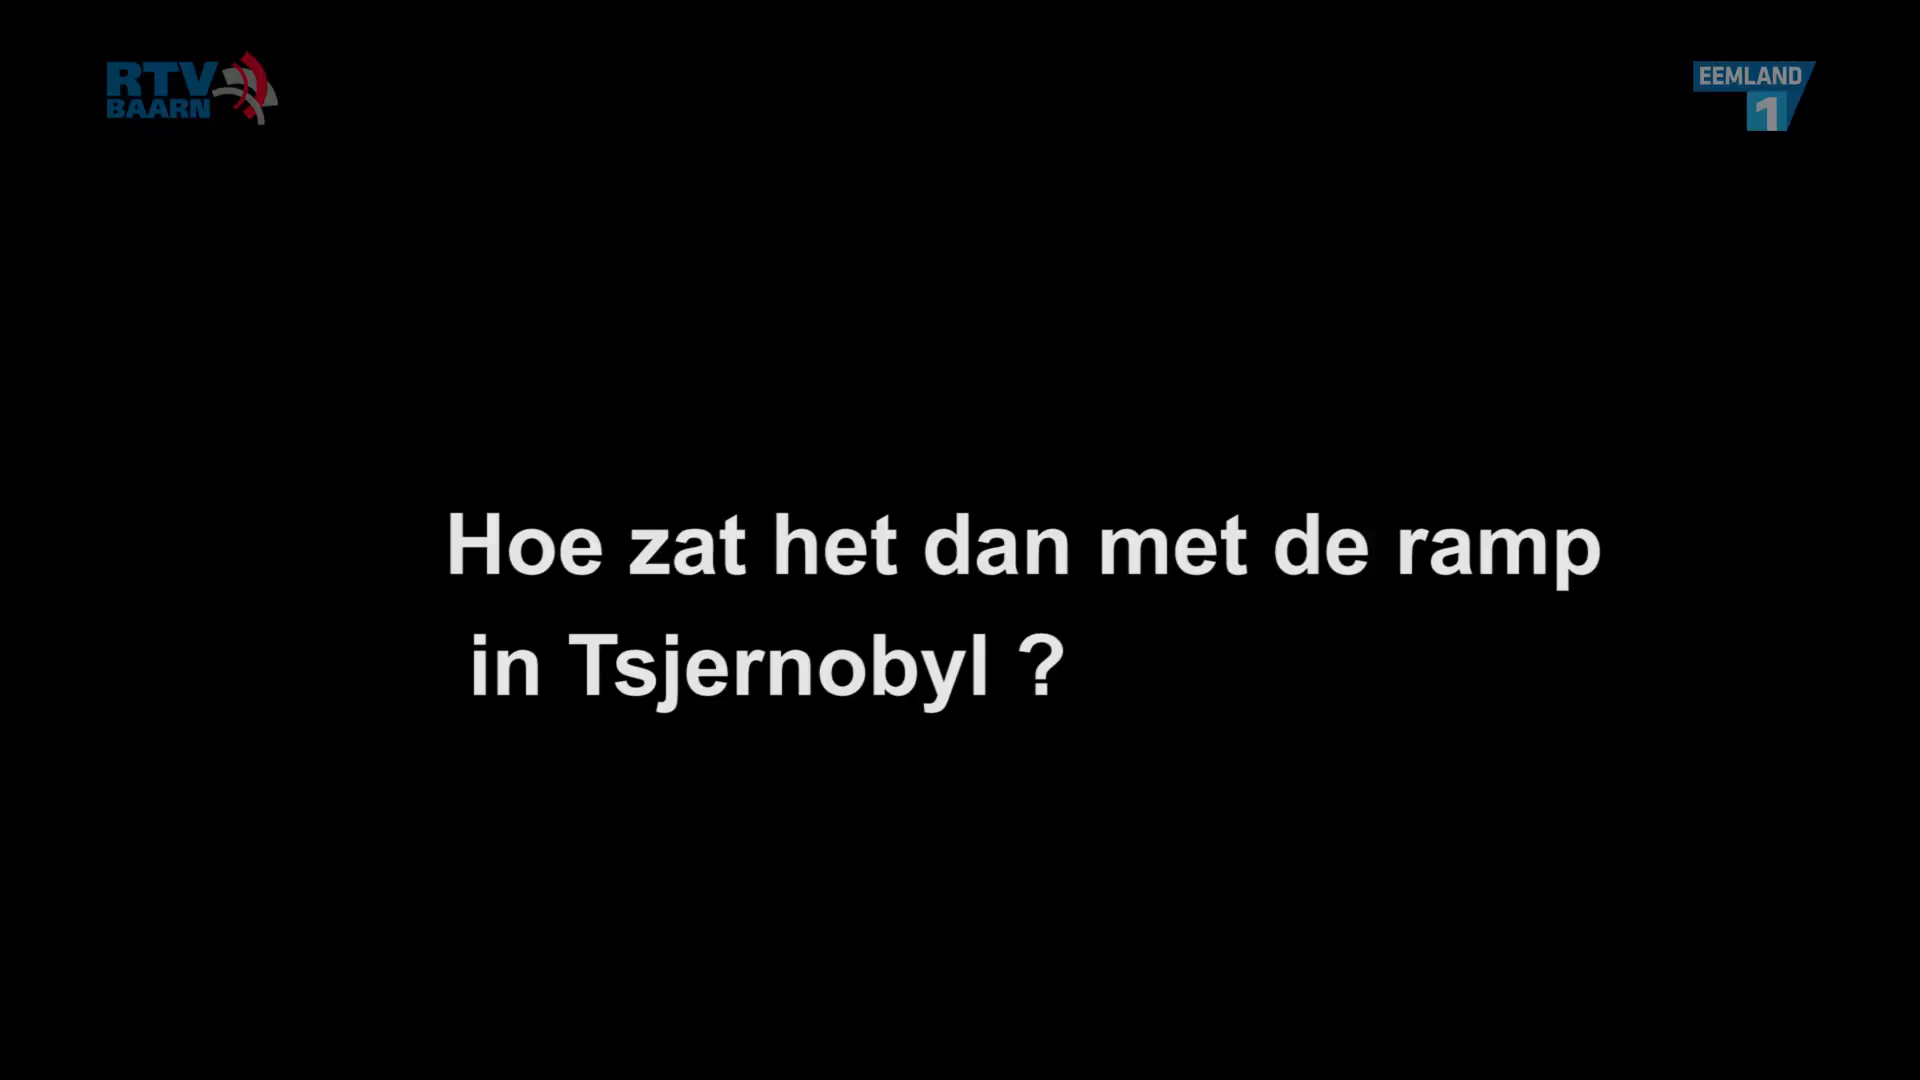 RTV
BAARN
EEMLAND
1
Hoe zat het dan met de ramp
in Tsjernobyl ?